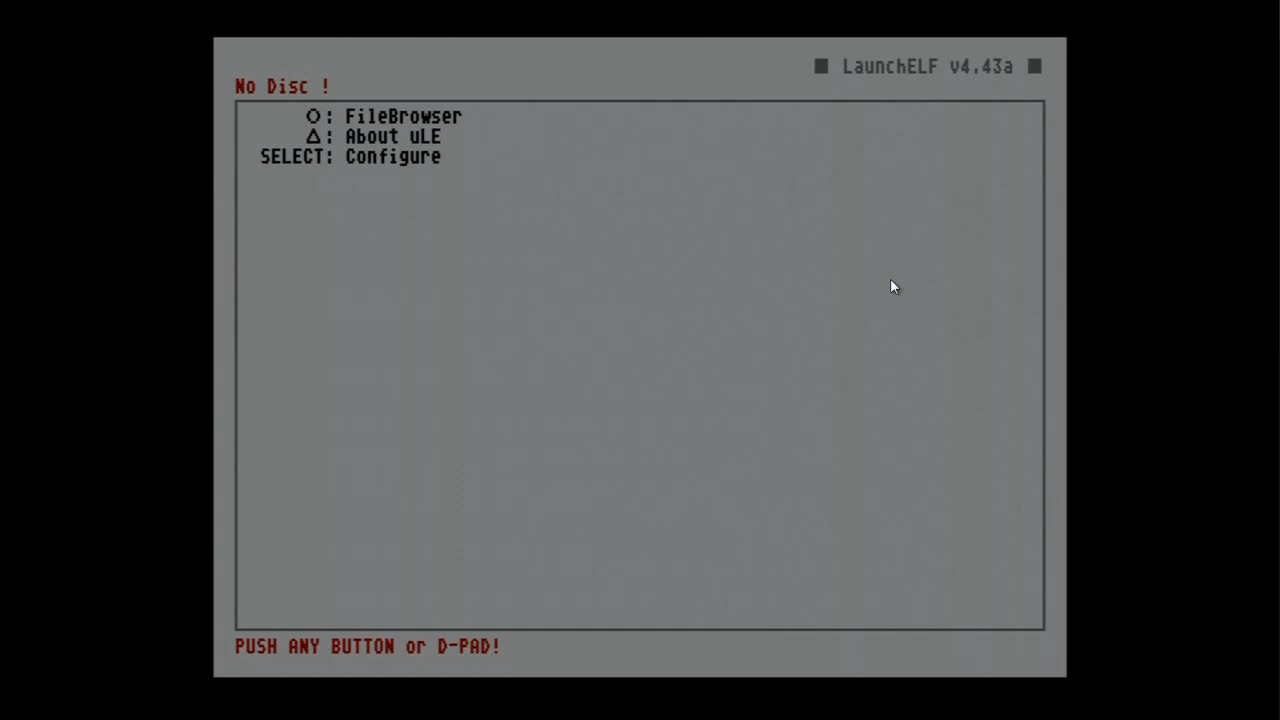 ■ LaunchELF v4.43a ■
No Disc !
○: FileBrowser
△: About uLE
SELECT: Configure
PUSH ANY BUTTON or D-PAD!